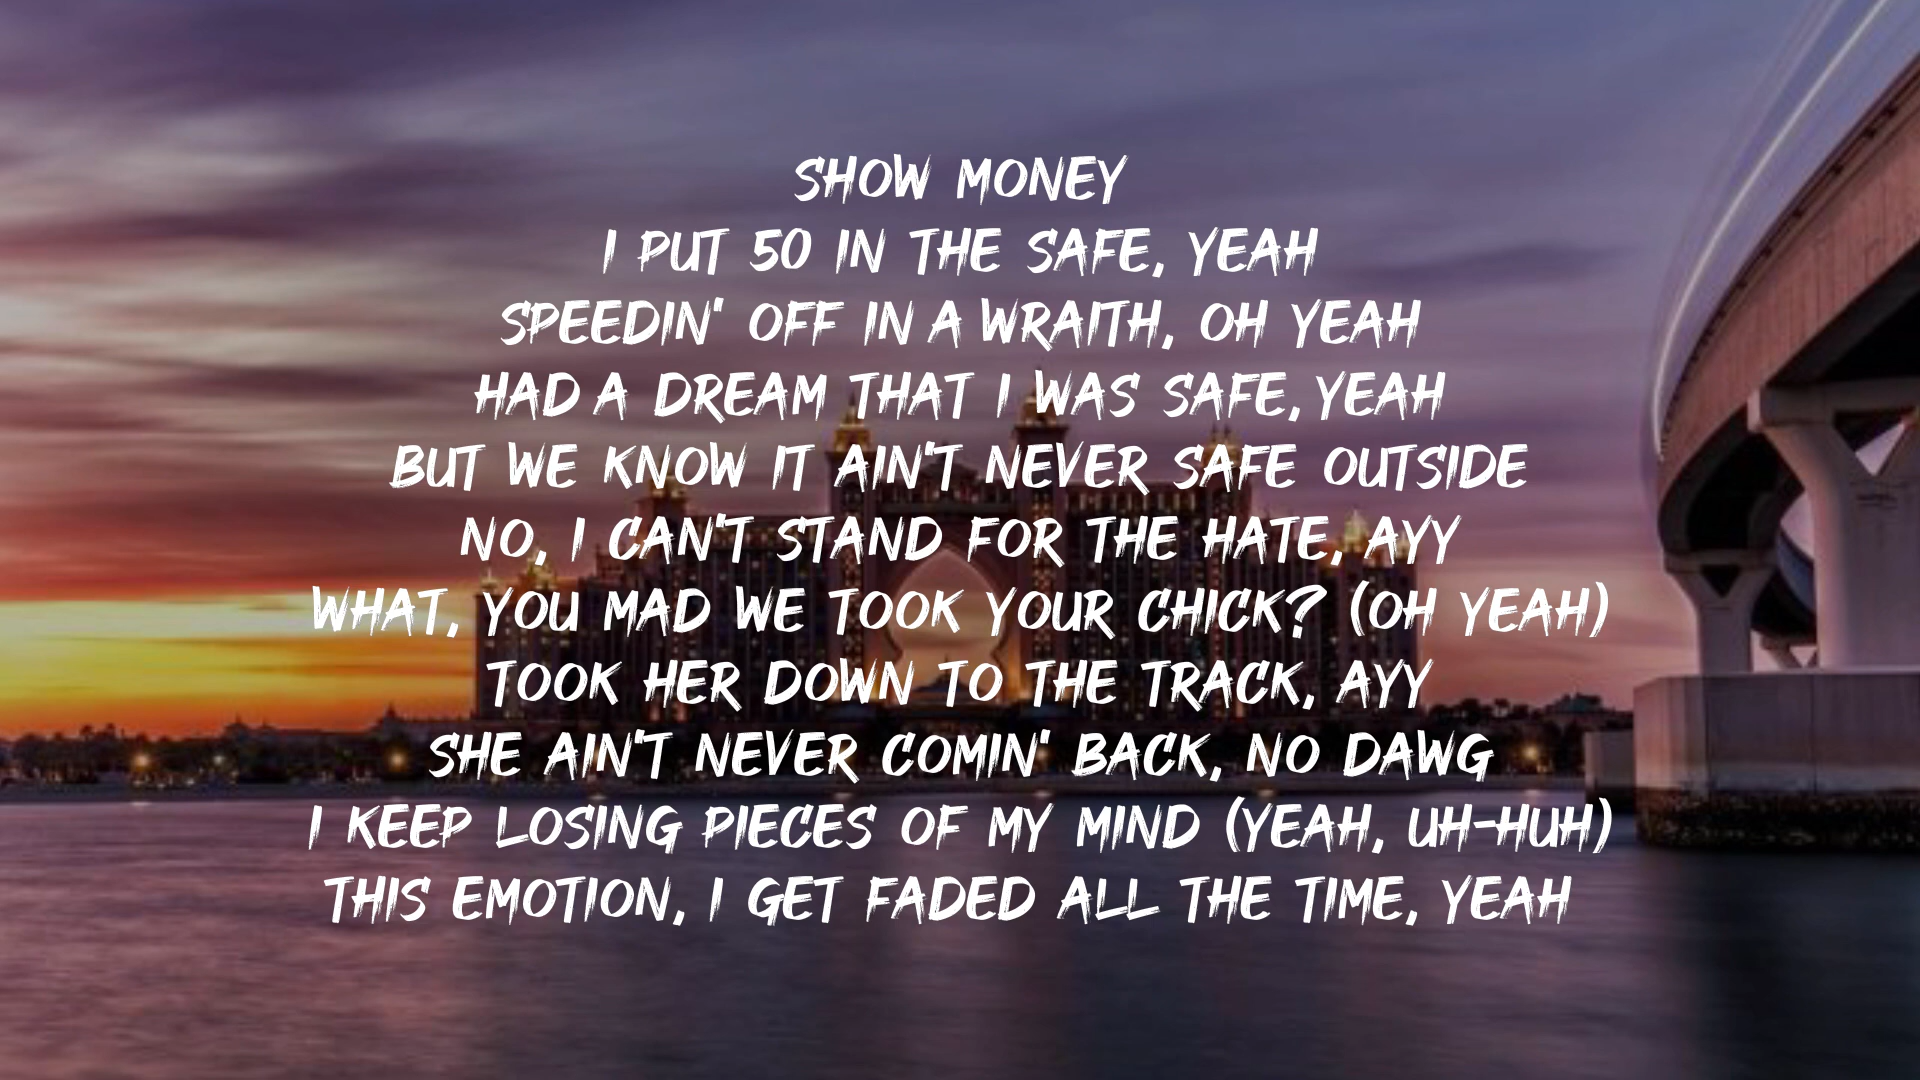 SHOW MONEY
I PUT 50 IN THE SAFE, YEAH
SPEEDIN' OFF IN A WRAITH, OH YEAH
HAD A DREAM THAT I WAS SAFE, YEAH
BUT WE KNOW IT AIN'T NEVER SAFE OUTSIDE
NO, I CAN'T STAND FOR THE HATE, AYY
WHAT, YOU MAD WE TOOK YOUR CHICK? (OH YEAH)
TOOK HER DOWN TO THE TRACK, AYY
SHE AIN'T NEVER COMIN' BACK, NO DAWG
I KEEP LOSING PIECES OF MY MIND (YEAH, UH-HUH)
THIS EMOTION, I GET FADED ALL THE TIME, YEAH